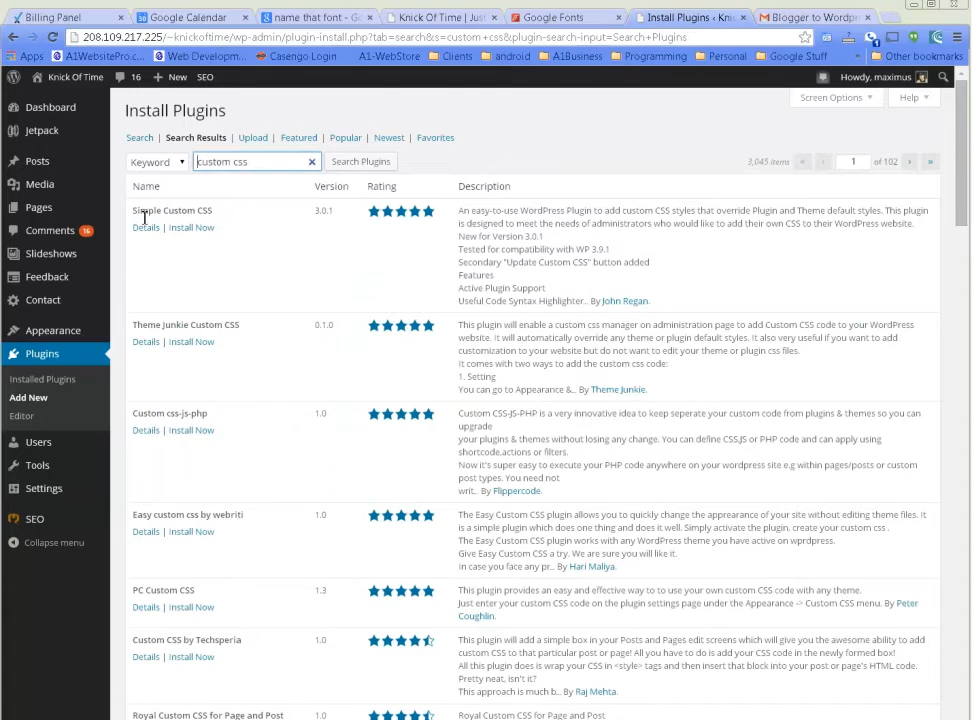 Billing Panel
Google Calendar
name that font - Go
Knick Of Time | Just
Google Fonts
Install Plugins ‹ Knic
Blogger to Wordpr
208.109.217.225/~knickoftime/wp-admin/plugin-install.php?tab=search&s=custom+css&plugin-search-input=Search+Plugins
Apps
A1WebsitePro.c...
Web Developm...
Casengo Login
A1-WebStore
Clients
android
A1Business
Programming
Personal
Google Stuff
Other bookmarks
Knick Of Time
16
New
SEO
Howdy, maximus
Dashboard
Jetpack
Posts
Media
Pages
Comments 16
Slideshows
Feedback
Contact
Appearance
Plugins
Installed Plugins
Add New
Editor
Users
Tools
Settings
SEO
Collapse menu
Install Plugins
Screen Options
Help
Search | Search Results | Upload | Featured | Popular | Newest | Favorites
Keyword custom css Search Plugins
3,045 items « ‹ 1 of 102 › »
Name Version Rating Description
Simple Custom CSS 3.0.1
Details | Install Now
An easy-to-use WordPress Plugin to add custom CSS styles that override Plugin and Theme default styles. This plugin
is designed to meet the needs of administrators who would like to add their own CSS to their WordPress website.
New for Version 3.0.1
Tested for compatibility with WP 3.9.1
Secondary "Update Custom CSS" button added
Features
Active Plugin Support
Useful Code Syntax Highlighter.. By John Regan.
Theme Junkie Custom CSS 0.1.0
Details | Install Now
This plugin will enable a custom css manager on administration page to add Custom CSS code to your WordPress
website. It will automatically override any theme or plugin default styles. It also very useful if you want to add
customization to your website but do not want to edit your theme or plugin css files.
It comes with two ways to add the custom css code:
1. Setting
You can go to Appearance &.. By Theme Junkie.
Custom css-js-php 1.0
Details | Install Now
Custom CSS-JS-PHP is a very innovative idea to keep seperate your custom code from plugins & themes so you can
upgrade
your plugins & themes without losing any change. You can define CSS,JS or PHP code and can apply using
shortcode,actions or filters.
Now it's super easy to execute your PHP code anywhere on your wordpress site e.g within pages/posts or custom
post types. You need not
writ.. By Flippercode.
Easy custom css by webriti 1.0
Details | Install Now
The Easy Custom CSS plugin allows you to quickly change the appearance of your site without editing theme files. It
is a simple plugin which does one thing and does it well. Simply activate the plugin, create your custom css .
The Easy Custom CSS plugin works with any WordPress theme you have active on wprdpress.
Give Easy Custom CSS a try. We are sure you will like it.
In case you face any pr.. By Hari Maliya.
PC Custom CSS 1.3
Details | Install Now
This plugin provides an easy and effective way to to use your own custom CSS code with any theme.
Just enter your custom CSS code on the plugin settings page under the Appearance -> Custom CSS menu. By Peter
Coughlin.
Custom CSS by Techsperia 1.0
Details | Install Now
This plugin will add a simple box in your Posts and Pages edit screens which will give you the awesome ability to add
custom CSS to that particular post or page! All you have to do is add your CSS code in the newly formed box!
All this plugin does is wrap your CSS in <style> tags and then insert that block into your post or page's HTML code.
Pretty neat, isn't it?
This approach is much b.. By Raj Mehta.
Royal Custom CSS for Page and Post 1.0
Royal Custom CSS for Page and Post